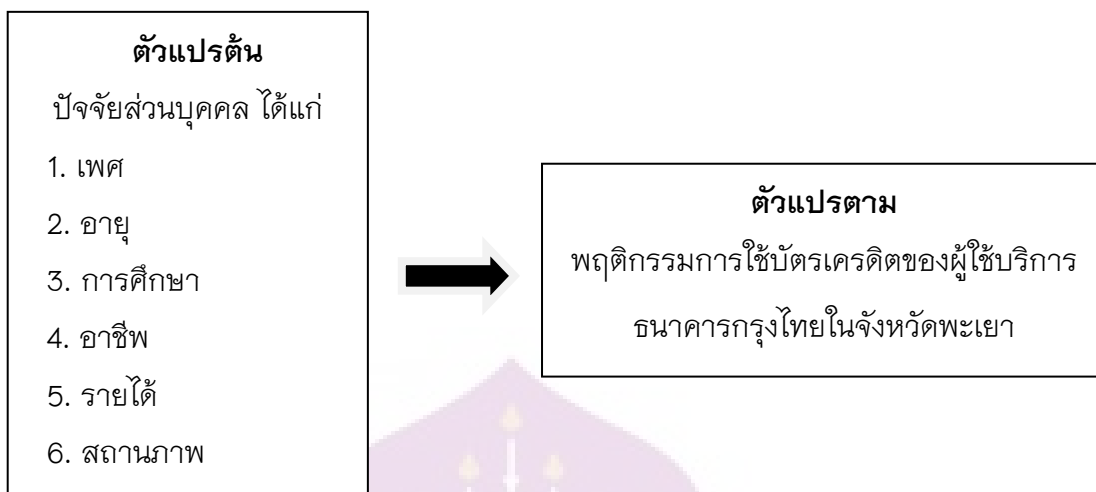 ตัวแปรต้น
ปัจจัยส่วนบุคคล ได้แก่
1. เพศ
2. อายุ
3. การศึกษา
4. อาชีพ
5. รายได้
6. สถานภาพ
ตัวแปรตาม
พฤติกรรมการใช้บัตรเครดิตของผู้ใช้บริการ
ธนาคารกรุงไทยในจังหวัดพะเยา